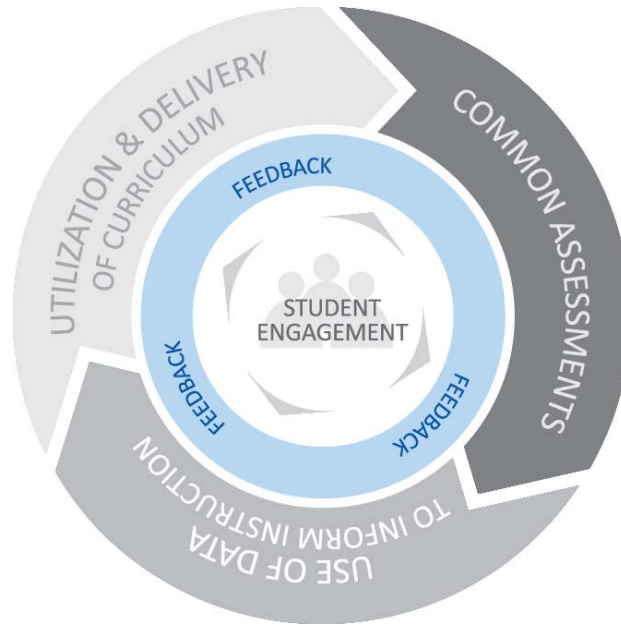 UTILIZATION & DELIVERY
OF CURRICULUM
COMMON ASSESSMENTS
USE OF DATA
TO INFORM INSTRUCTION
FEEDBACK
FEEDBACK
FEEDBACK
STUDENT
ENGAGEMENT